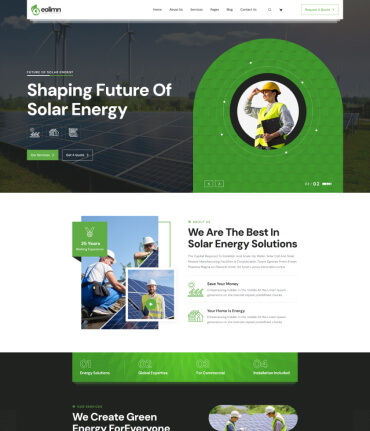 eolimn
Home About Us Services Pages Blog Contact Us
Request A Quote
FUTURE OF SOLAR ENERGY
Shaping Future Of
Solar Energy
Our Services
Get A Quote
01 / 02
25 Years
Working Experience
ABOUT US
We Are The Best In
Solar Energy Solutions
Save Your Money
Your Home Is Energy
01 02 03 04
Energy Solutions
Global Expertise
For Commercial
Installation Included
OUR SERVICES
We Create Green
Energy ForEveryone